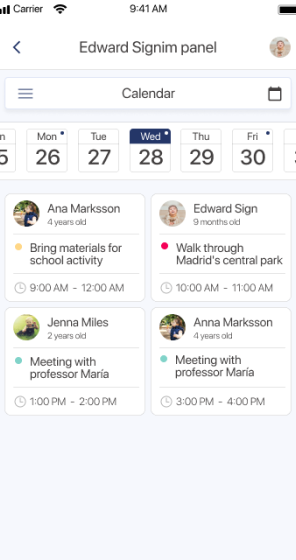 Carrier 9:41 AM
Edward Signim panel
Calendar
Mon Tue Wed Thu Fri
26 27 28 29 30
Ana Marksson
4 years old
Bring materials for
school activity
9:00 AM - 12:00 AM
Edward Sign
9 months old
Walk through
Madrid's central park
10:00 AM - 11:00 AM
Jenna Miles
2 years old
Meeting with
professor María
1:00 PM - 2:00 PM
Anna Marksson
4 years old
Meeting with
professor María
3:00 PM - 4:00 PM